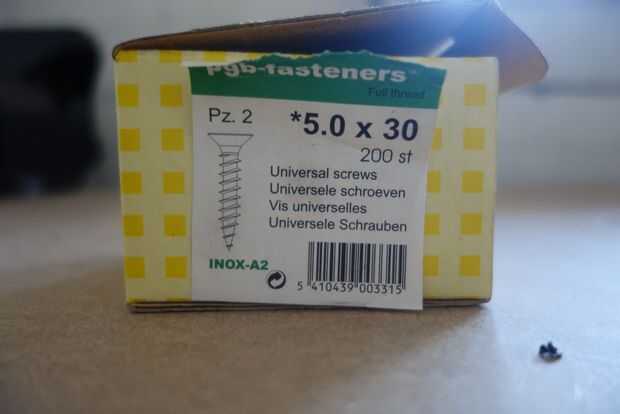 pgb-fasteners
Full thread
Pz. 2
*5.0 x 30
200 st
Universal screws
Universele schroeven
Vis universelles
Universele Schrauben
INOX-A2
5 410439 003315